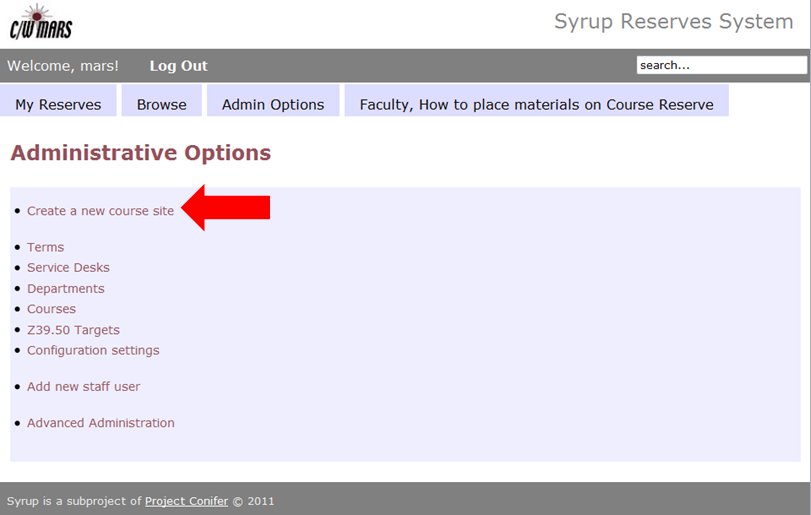 C/W MARS
Syrup Reserves System
Welcome, mars! Log Out
search...
My Reserves Browse Admin Options Faculty, How to place materials on Course Reserve
Administrative Options
Create a new course site
Terms
Service Desks
Departments
Courses
Z39.50 Targets
Configuration settings
Add new staff user
Advanced Administration
Syrup is a subproject of Project Conifer © 2011